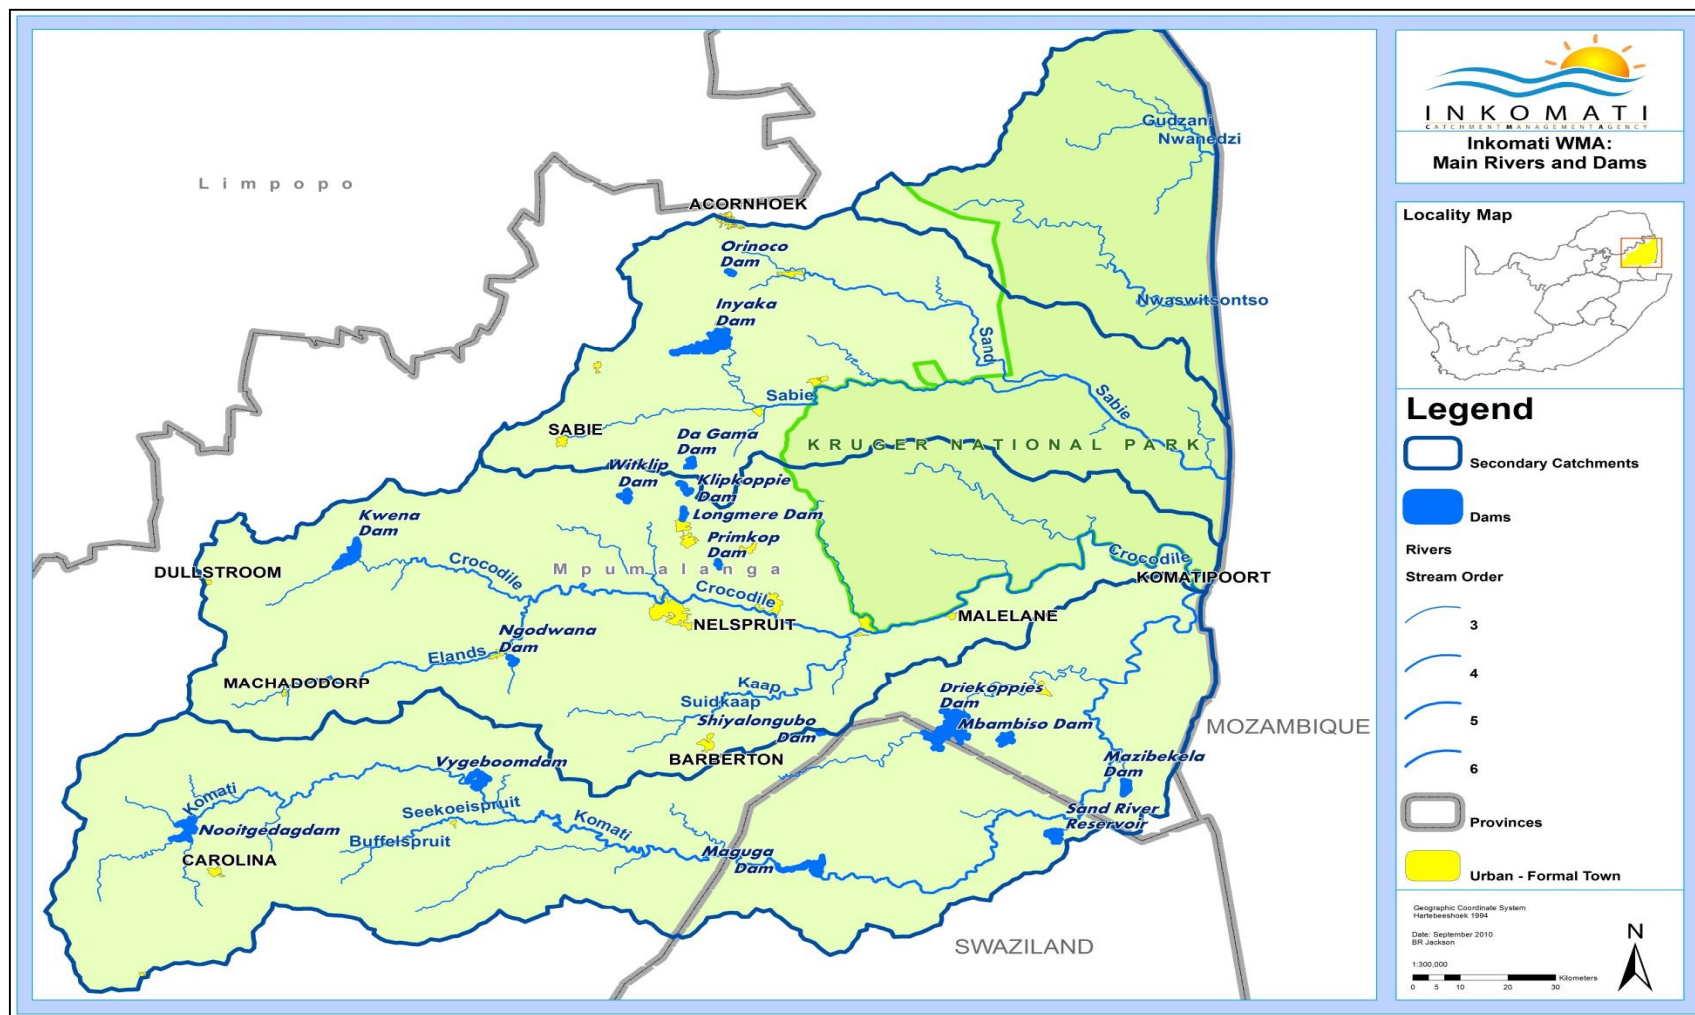 Limpopo
ACORNHOEK
Orinoco
Dam
Inyaka
Dam
Gudzani
Nwanedzi
Nwaswitsontso
Sand
Sabie
Sabie
SABIE
KRUGER NATIONAL PARK
Da Gama
Dam
Witklip
Dam
Klipkoppie
Dam
Longmere Dam
Primkop
Dam
Kwena
Dam
DULLSTROOM
Crocodile
Mpumalanga
Crocodile
Crocodile
KOMATIPOORT
NELSPRUIT
MALELANE
Ngodwana
Dam
Elands
MACHADODORP
Kaap
Suidkaap
Shiyalongubo
Dam
BARBERTON
Driekoppies
Dam
Mbambiso Dam
MOZAMBIQUE
Mazibekela
Dam
Sand River
Reservoir
Vygeboomdam
Komati
Seekoeispruit
Komati
Nooitgedagdam
Buffelspruit
CAROLINA
Maguga
Dam
SWAZILAND
INKOMATI
CATCHMENT MANAGEMENT AGENCY
Inkomati WMA:
Main Rivers and Dams
Locality Map
Legend
Secondary Catchments
Dams
Rivers
Stream Order
3
4
5
6
Provinces
Urban - Formal Town
Geographic Coordinate System
Hartebeeshoek 1994
Date: September 2010
BR Jackson
1:300,000
Kilometers
0 5 10 20 30
N